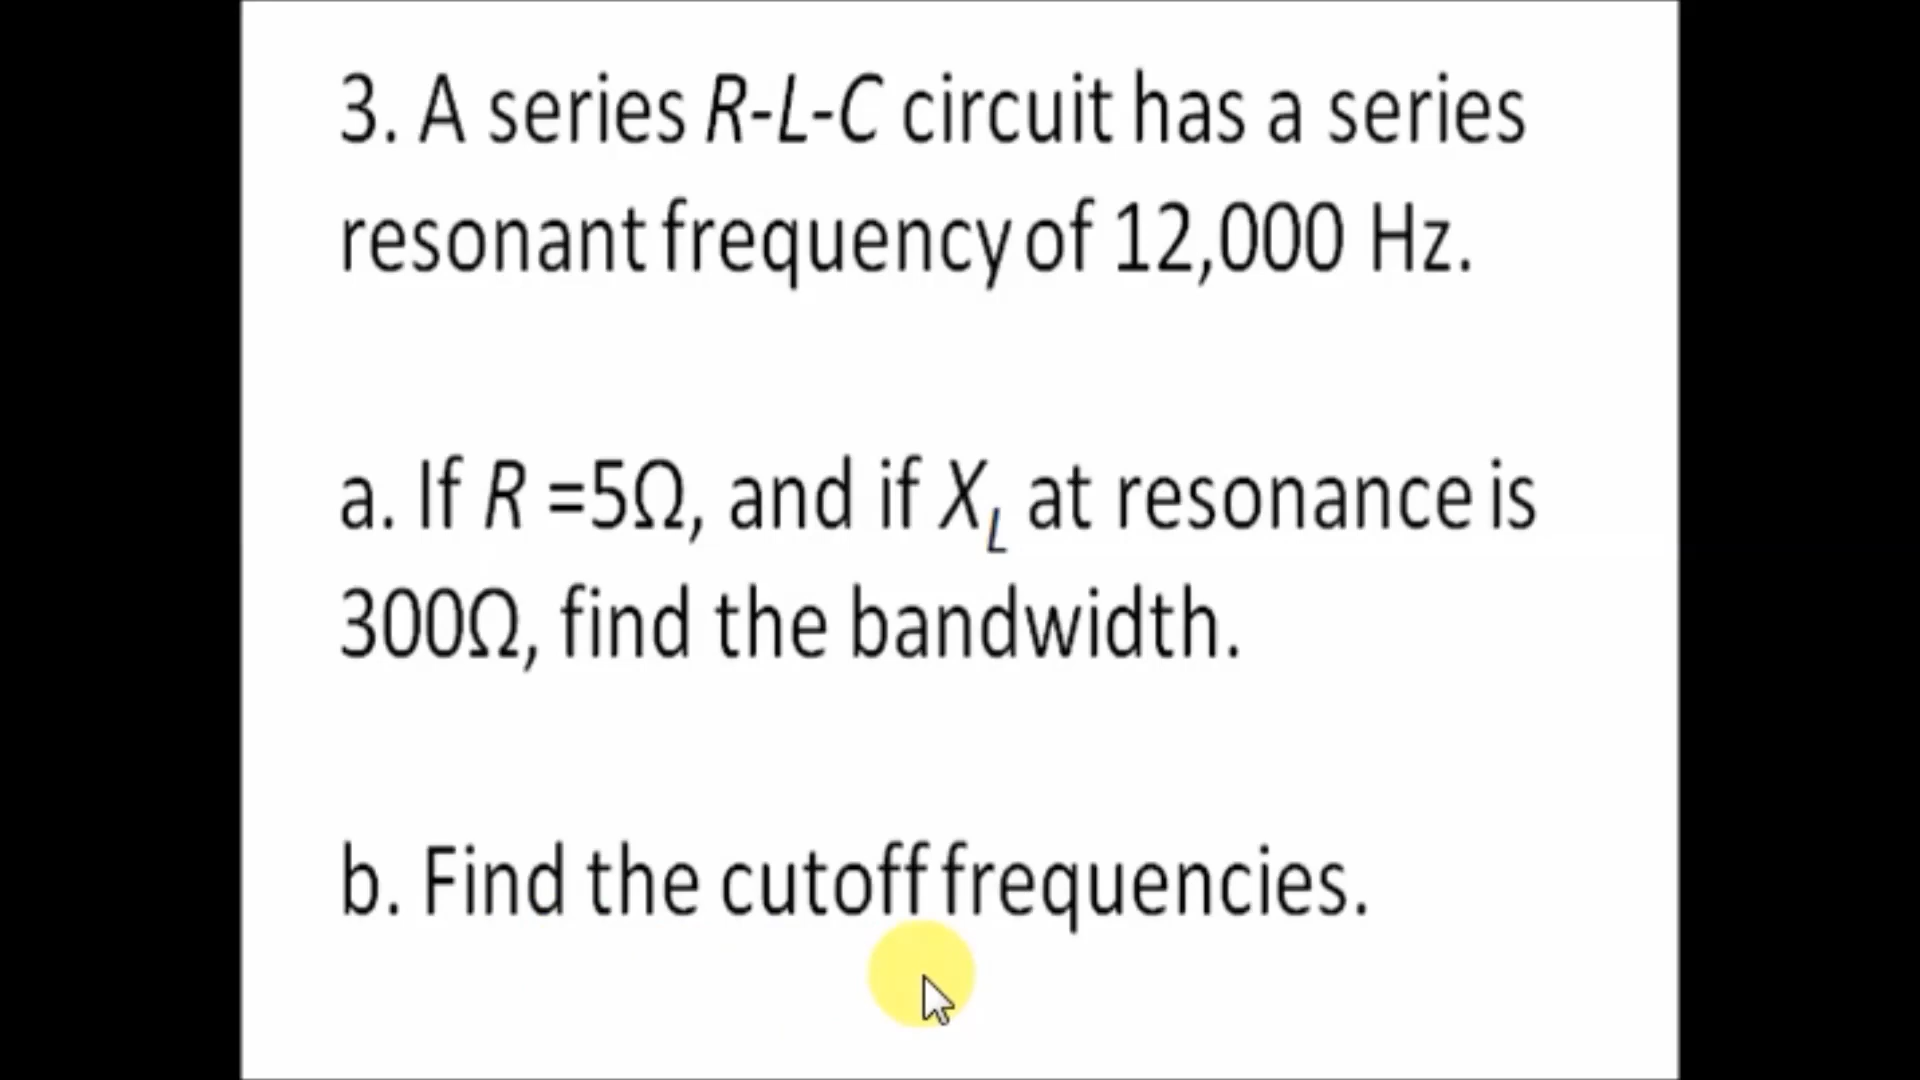 3. A series R-L-C circuit has a series
resonant frequency of 12,000 Hz.
a. If R =5Ω, and if X_L at resonance is
300Ω, find the bandwidth.
b. Find the cutoff frequencies.